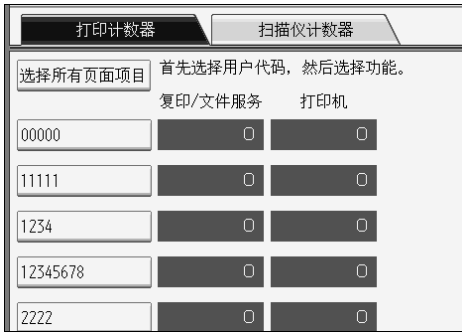 打印计数器 扫描仪计数器
选择所有页面项目 首先选择用户代码，然后选择功能。
复印/文件服务 打印机
00000 0 0
11111 0 0
1234 0 0
12345678 0 0
2222 0 0